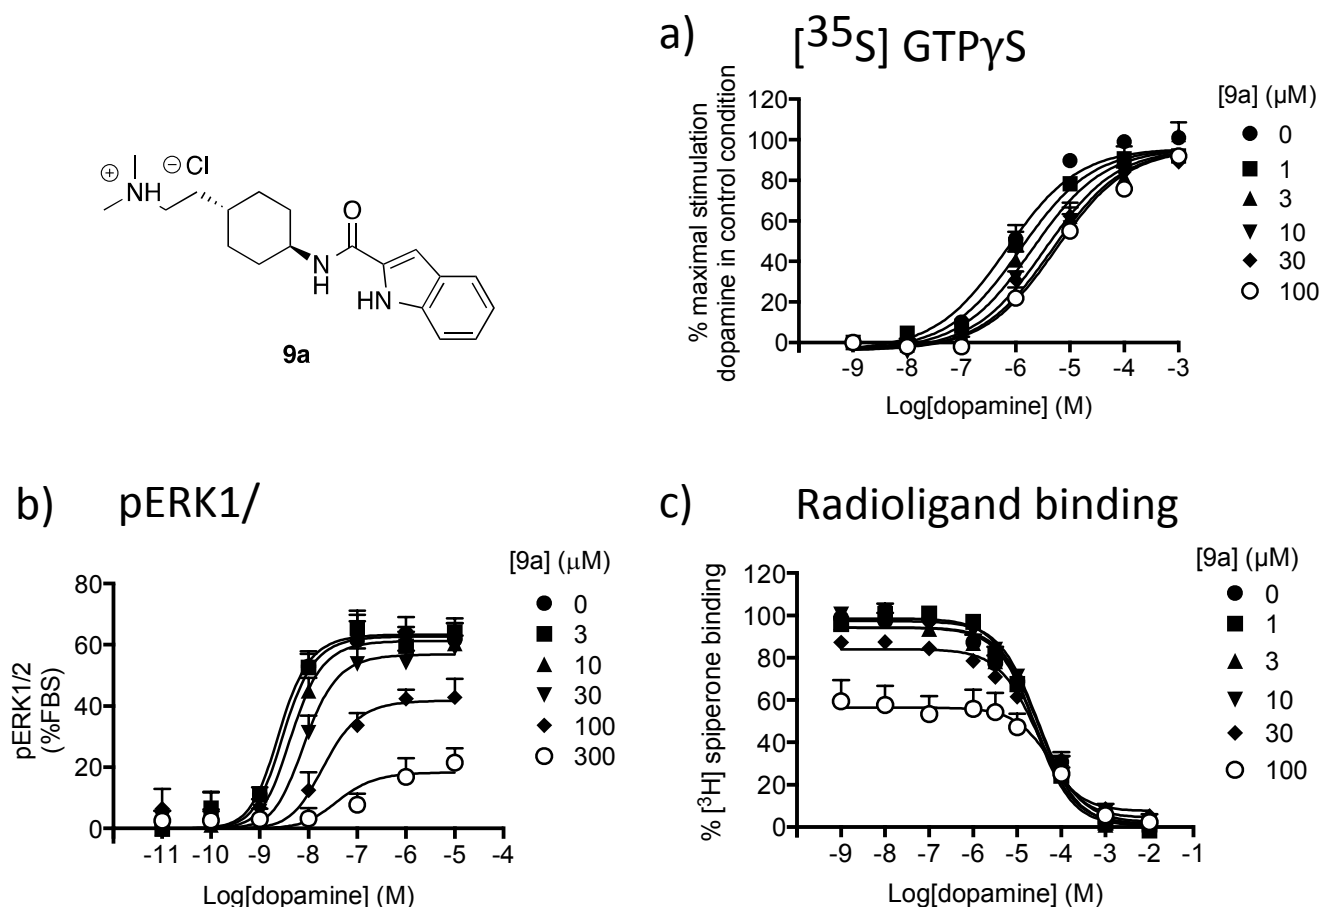 a) [³⁵S] GTPγS
% maximal stimulation
dopamine in control condition
120
100
80
60
40
20
0
-9 -8 -7 -6 -5 -4 -3
Log[dopamine] (M)
[9a] (µM)
0
1
3
10
30
100
⊕ ⊖ Cl
NH
O
N
H
HN
9a
b) pERK1/
pERK1/2
(%FBS)
80
60
40
20
0
-11 -10 -9 -8 -7 -6 -5 -4
Log[dopamine] (M)
[9a] (μM)
0
3
10
30
100
300
c) Radioligand binding
% [³H] spiperone binding
120
100
80
60
40
20
0
-9 -8 -7 -6 -5 -4 -3 -2 -1
Log[dopamine] (M)
[9a] (µM)
0
1
3
10
30
100